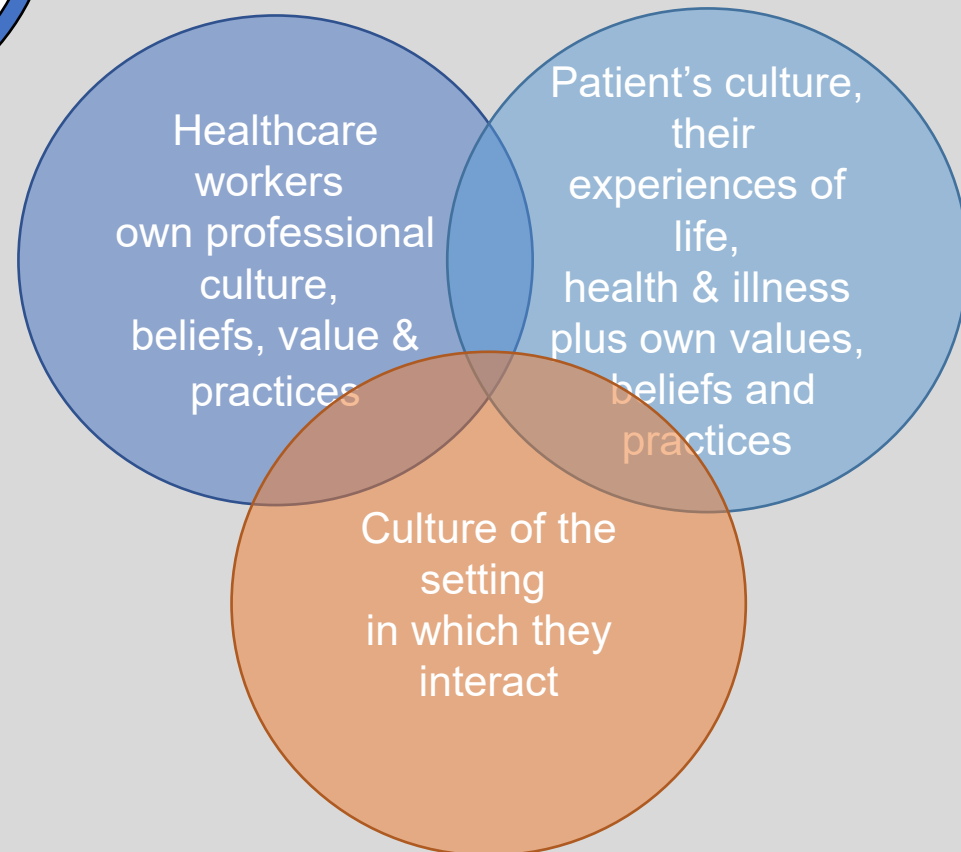 Healthcare
workers
own professional
culture,
beliefs, value &
practices
Patient’s culture,
their
experiences of
life,
health & illness
plus own values,
beliefs and
practices
Culture of the
setting
in which they
interact